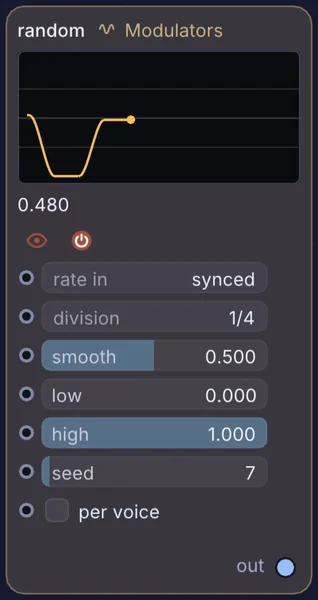 random Modulators
0.480
rate in synced
division 1/4
smooth 0.500
low 0.000
high 1.000
seed 7
per voice
out